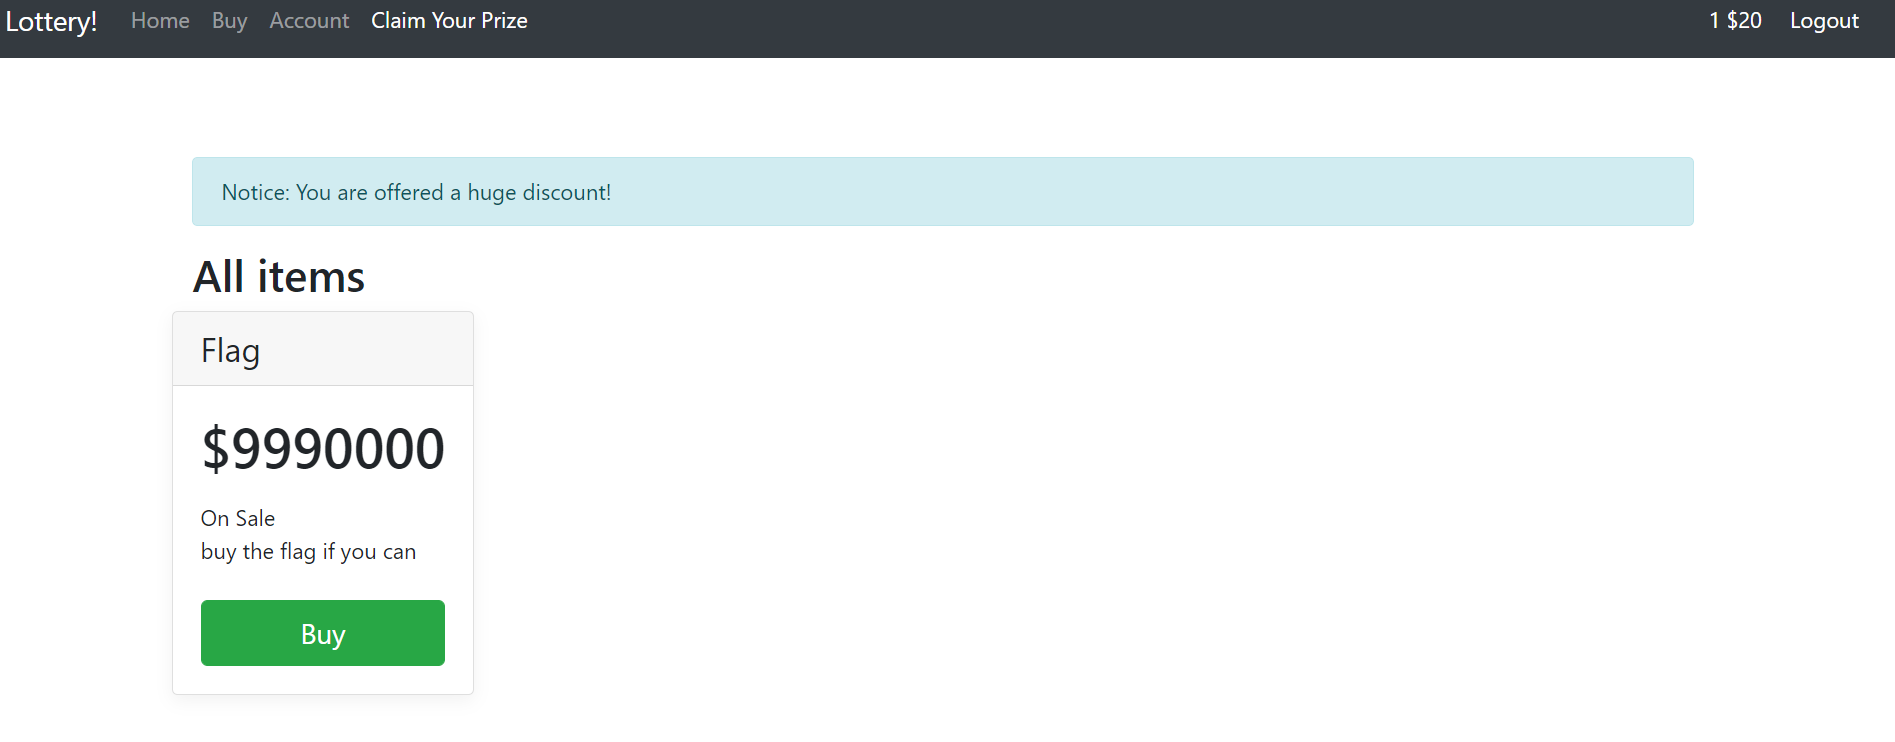 Lottery! Home Buy Account Claim Your Prize 1 $20 Logout
Notice: You are offered a huge discount!
All items
Flag
$9990000
On Sale
buy the flag if you can
Buy